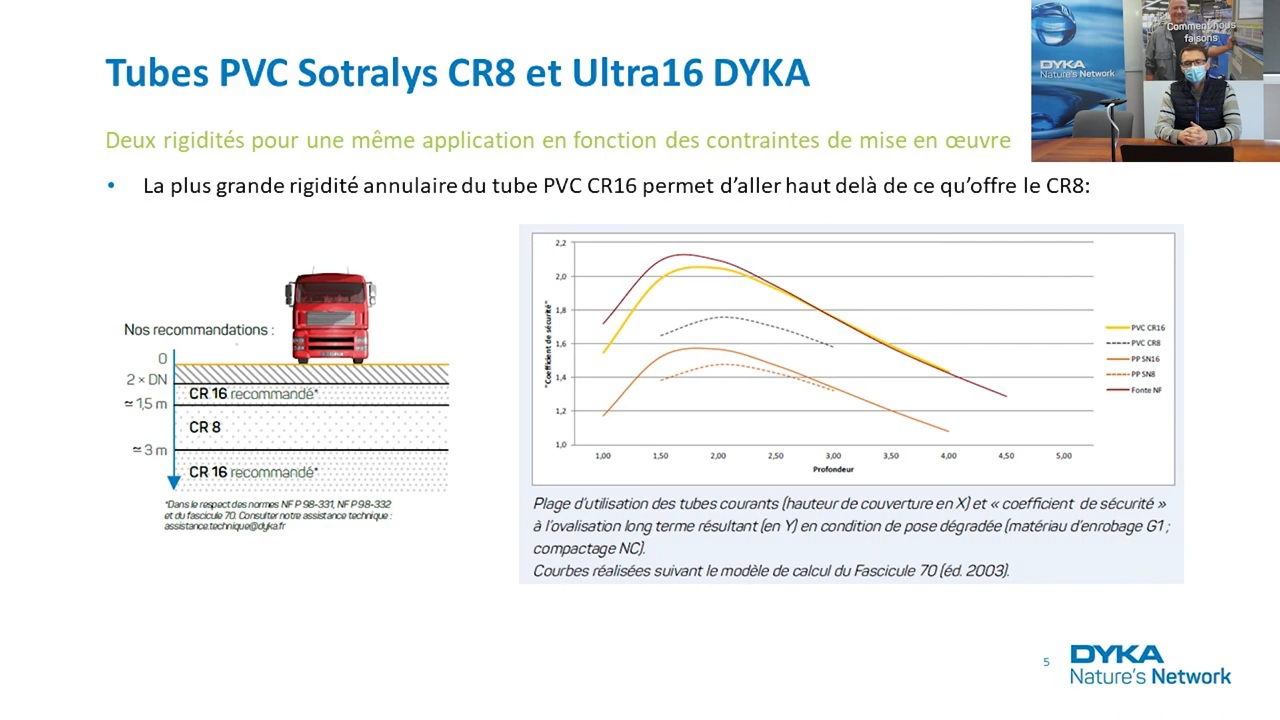 Tubes PVC Sotralys CR8 et Ultra16 DYKA
Comment nous
faisons
DYKA
Nature's Network
Deux rigidités pour une même application en fonction des contraintes de mise en œuvre
• La plus grande rigidité annulaire du tube PVC CR16 permet d’aller haut delà de ce qu’offre le CR8:
Nos recommandations :
0
2 × DN
CR 16 recommandé*
≃ 1,5 m
CR 8
≃ 3 m
CR 16 recommandé*
*Dans le respect des normes NF P 98-331, NF P 98-332
et du fascicule 70. Consulter notre assistance technique :
assistance.technique@dyka.fr
"Coefficient de sécurité"
2,2
2,0
1,8
1,6
1,4
1,2
1,0
1,00 1,50 2,00 2,50 3,00 3,50 4,00 4,50 5,00
Profondeur
PVC CR16
PVC CR8
PP SN16
PP SN8
Fonte NF
Plage d’utilisation des tubes courants (hauteur de couverture en X) et « coefficient de sécurité »
à l’ovalisation long terme résultant (en Y) en condition de pose dégradée (matériau d’enrobage G1 ;
compactage NC).
Courbes réalisées suivant le modèle de calcul du Fascicule 70 (éd. 2003).
5
DYKA
Nature's Network